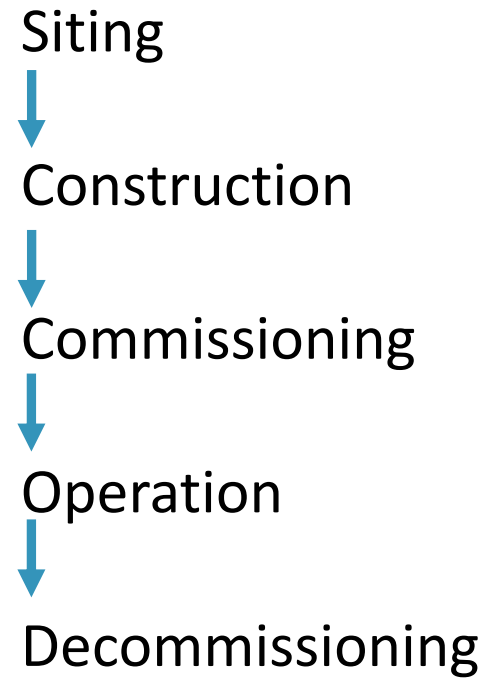 Siting
Construction
Commissioning
Operation
Decommissioning